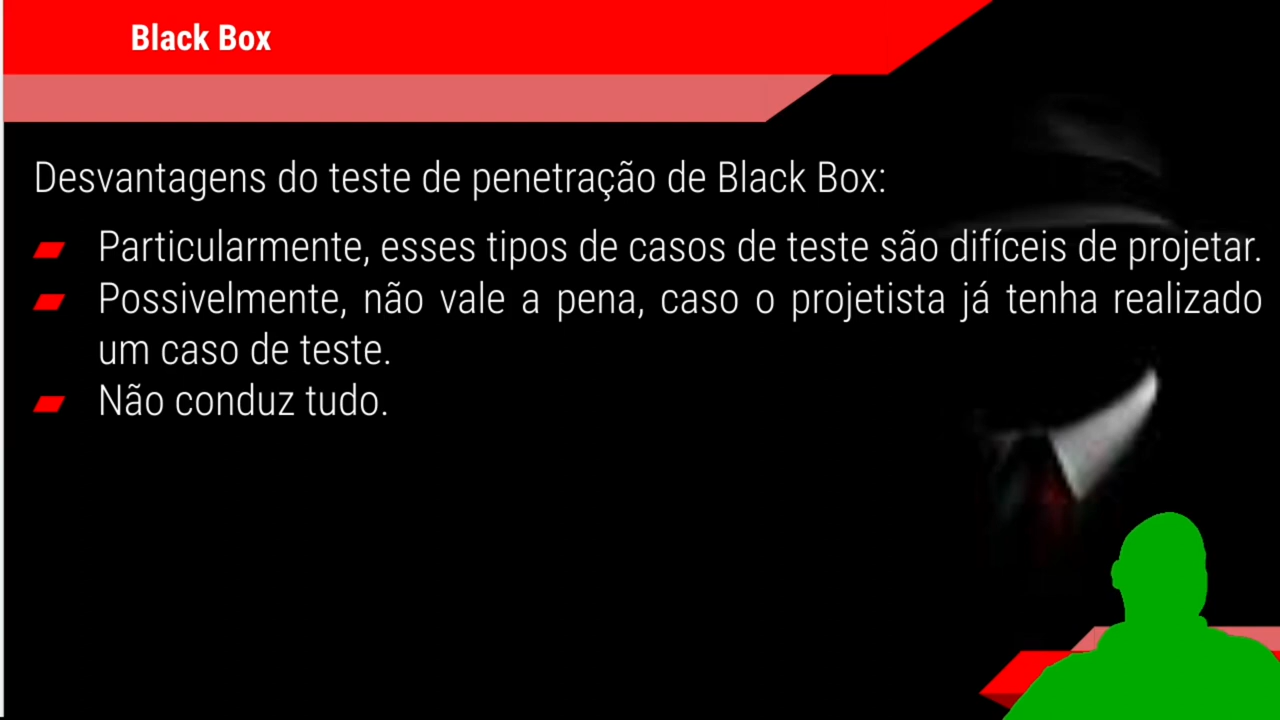 Black Box
Desvantagens do teste de penetração de Black Box:
Particularmente, esses tipos de casos de teste são difíceis de projetar.
Possivelmente, não vale a pena, caso o projetista já tenha realizado
um caso de teste.
Não conduz tudo.